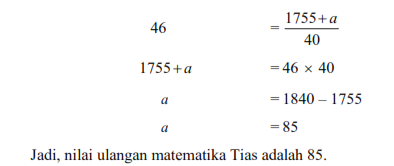 46 = 1755+a / 40
1755+a = 46 × 40
a = 1840 – 1755
a = 85
Jadi, nilai ulangan matematika Tias adalah 85.